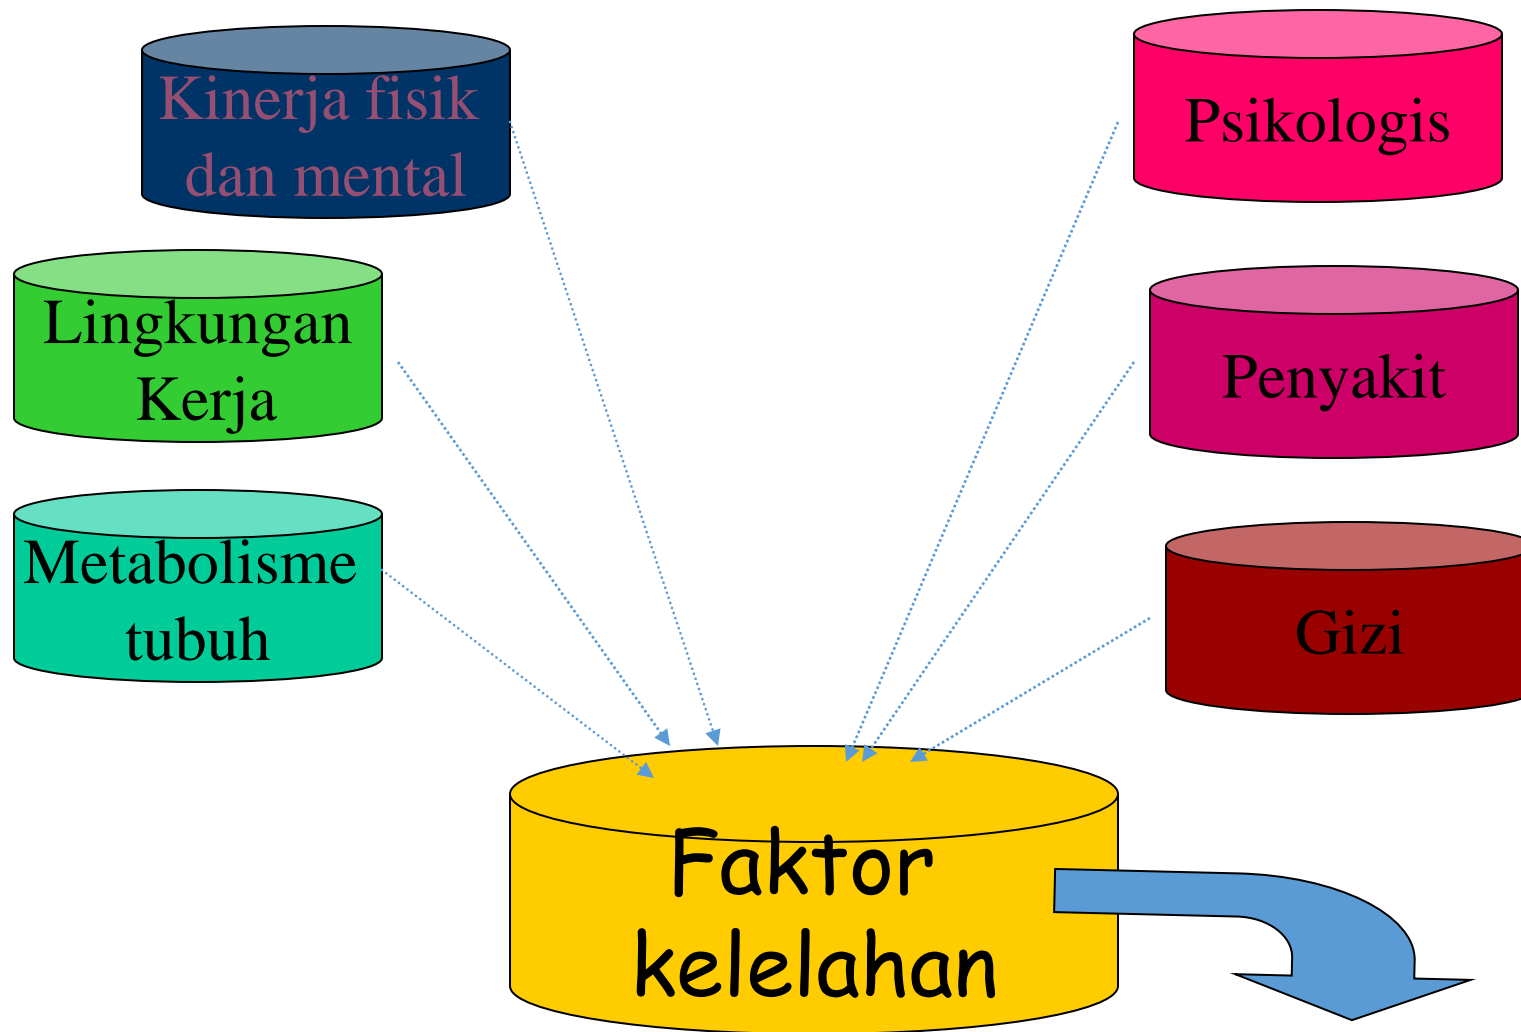 Kinerja fisik
dan mental
Lingkungan
Kerja
Metabolisme
tubuh
Psikologis
Penyakit
Gizi
Faktor
kelelahan